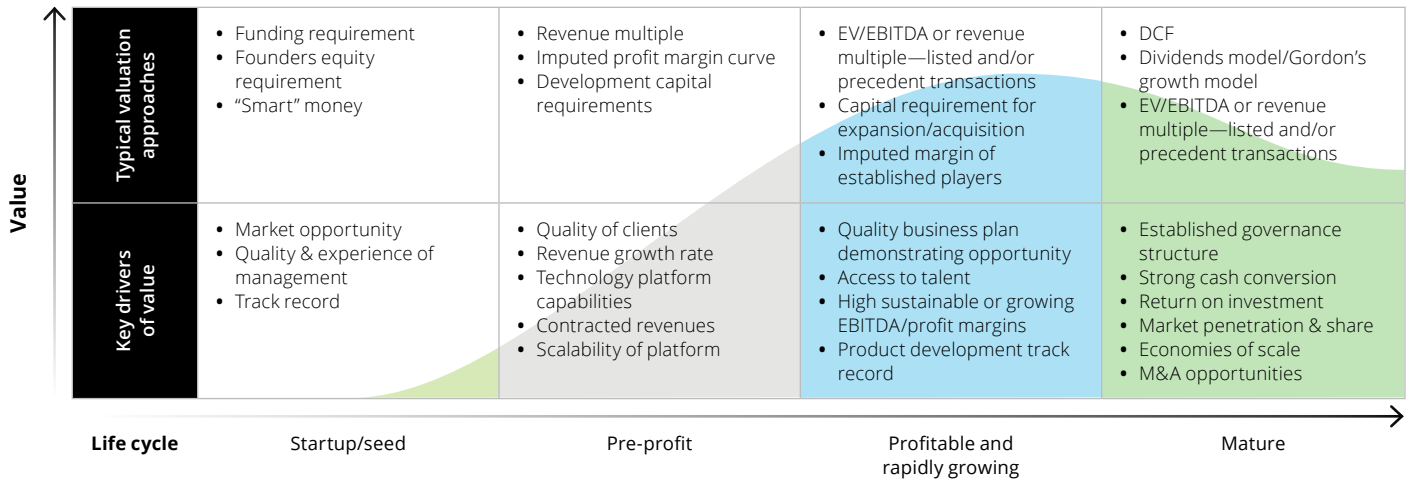 Value
Typical valuation
approaches
• Funding requirement
• Founders equity
requirement
• “Smart” money
• Revenue multiple
• Imputed profit margin curve
• Development capital
requirements
• EV/EBITDA or revenue
multiple—listed and/or
precedent transactions
• Capital requirement for
expansion/acquisition
• Imputed margin of
established players
• DCF
• Dividends model/Gordon’s
growth model
• EV/EBITDA or revenue
multiple—listed and/or
precedent transactions
Key drivers
of value
• Market opportunity
• Quality & experience of
management
• Track record
• Quality of clients
• Revenue growth rate
• Technology platform
capabilities
• Contracted revenues
• Scalability of platform
• Quality business plan
demonstrating opportunity
• Access to talent
• High sustainable or growing
EBITDA/profit margins
• Product development track
record
• Established governance
structure
• Strong cash conversion
• Return on investment
• Market penetration & share
• Economies of scale
• M&A opportunities
Life cycle
Startup/seed
Pre-profit
Profitable and
rapidly growing
Mature